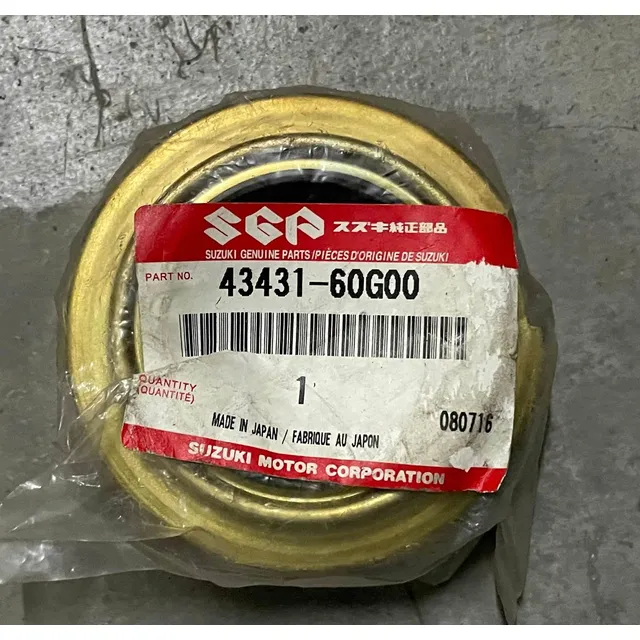 SGP スズキ純正部品
SUZUKI GENUINE PARTS/PIÈCES D'ORIGINE DE SUZUKI
PART NO. 43431-60G00
QUANTITY
(QUANTITÉ) 1
MADE IN JAPAN / FABRIQUE AU JAPON 080716
SUZUKI MOTOR CORPORATION